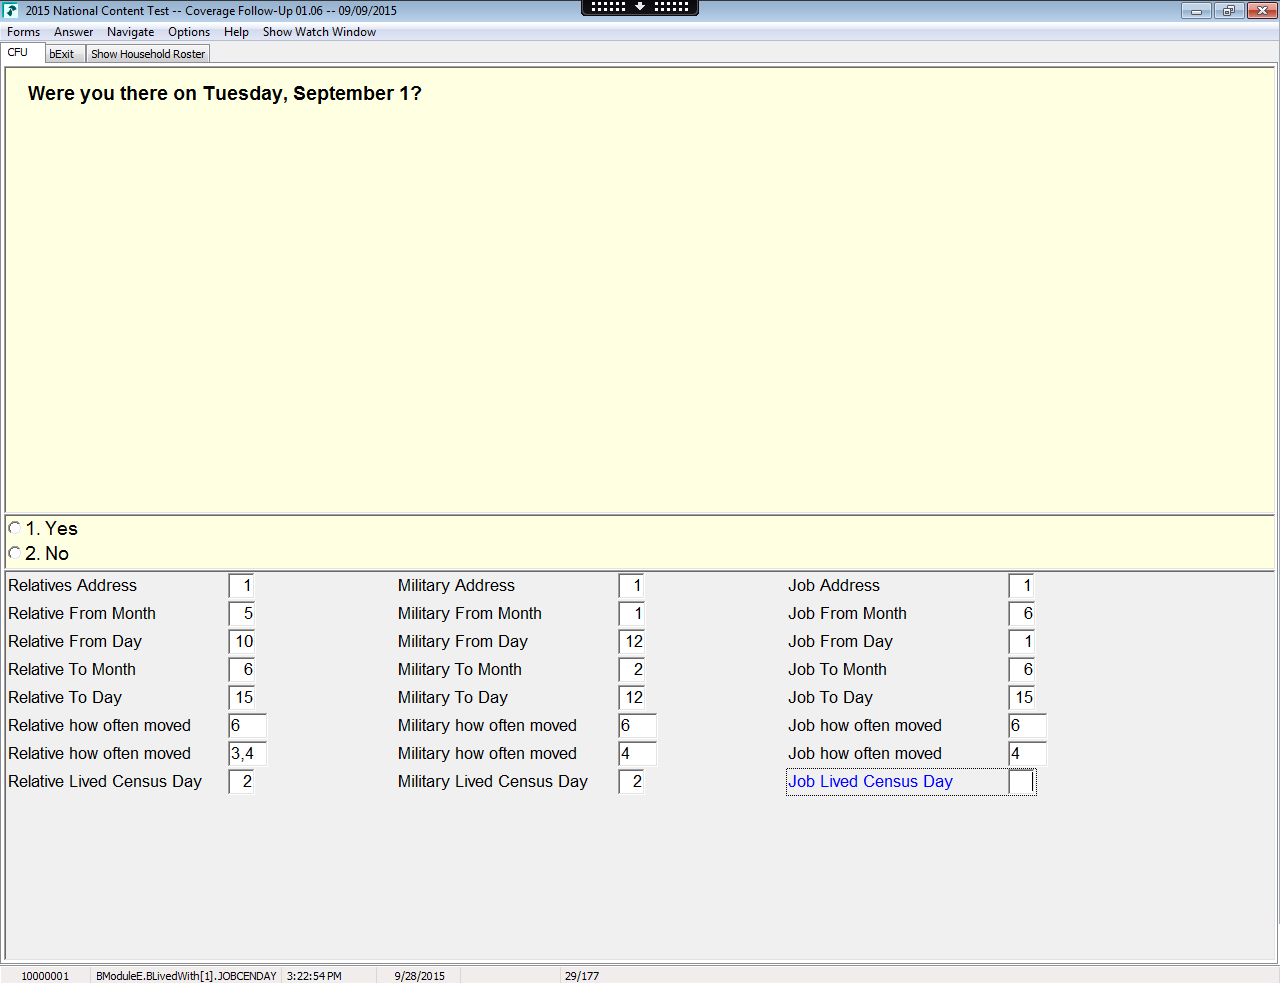 2015 National Content Test -- Coverage Follow-Up 01.06 -- 09/09/2015
Forms Answer Navigate Options Help Show Watch Window
CFU bExit Show Household Roster
Were you there on Tuesday, September 1?
1. Yes
2. No
Relatives Address 1 Military Address 1 Job Address 1
Relative From Month 5 Military From Month 1 Job From Month 6
Relative From Day 10 Military From Day 12 Job From Day 1
Relative To Month 6 Military To Month 2 Job To Month 6
Relative To Day 15 Military To Day 12 Job To Day 15
Relative how often moved 6 Military how often moved 6 Job how often moved 6
Relative how often moved 3,4 Military how often moved 4 Job how often moved 4
Relative Lived Census Day 2 Military Lived Census Day 2 Job Lived Census Day
10000001 BModuleE.BLivedWith[1].JOBCENDAY 3:22:54 PM 9/28/2015 29/177